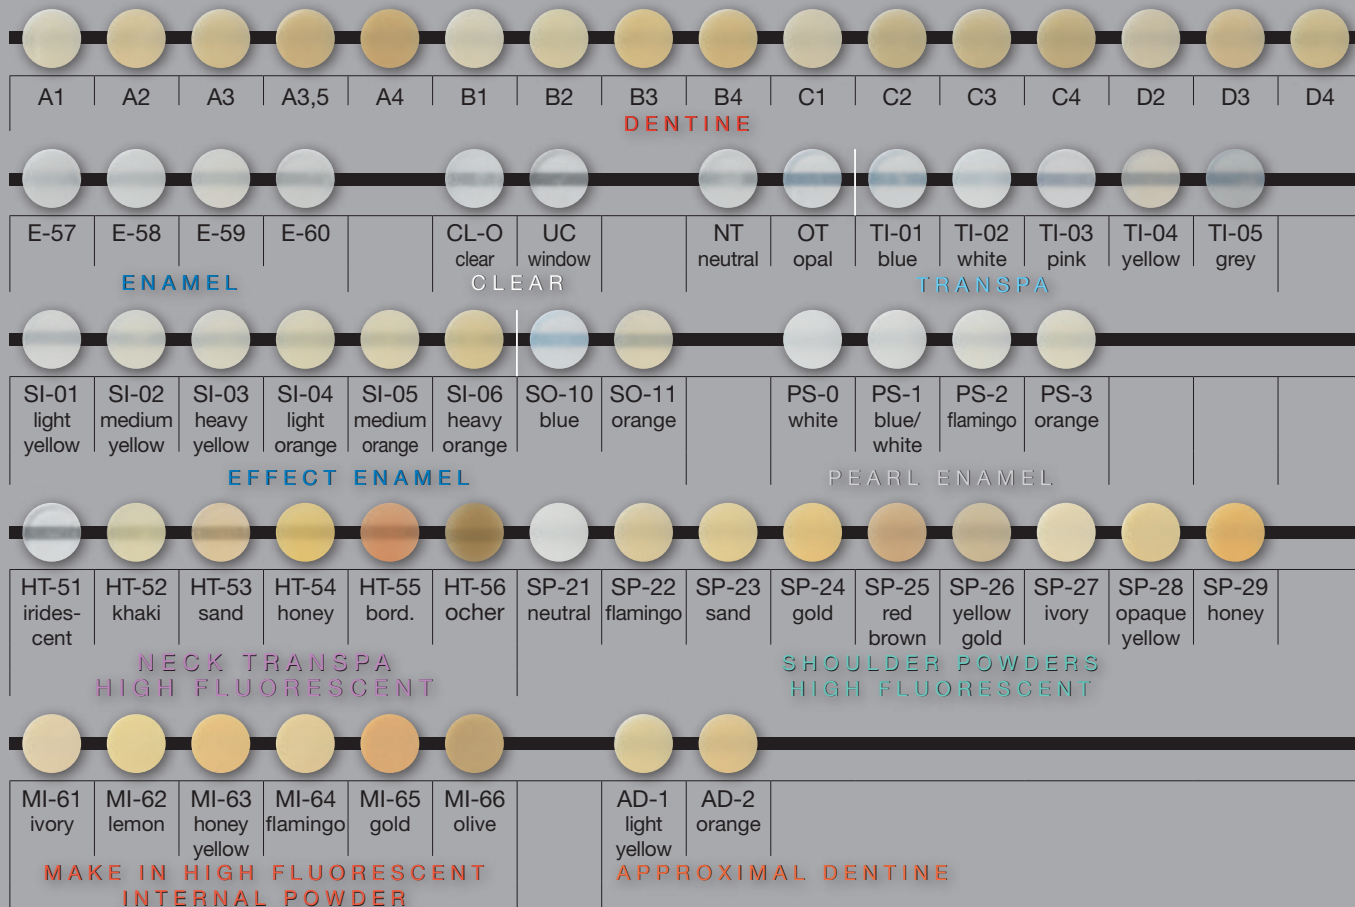 A1 A2 A3 A3,5 A4 B1 B2 B3 B4 C1 C2 C3 C4 D2 D3 D4
DENTINE
E-57 E-58 E-59 E-60 CL-O UC NT OT TI-01 TI-02 TI-03 TI-04 TI-05
clear window neutral opal blue white pink yellow grey
ENAMEL CLEAR TRANSPA
SI-01 SI-02 SI-03 SI-04 SI-05 SI-06 SO-10 SO-11 PS-0 PS-1 PS-2 PS-3
light medium heavy light medium heavy blue orange white blue/ flamingo orange
yellow yellow yellow orange orange orange white
EFFECT ENAMEL PEARL ENAMEL
HT-51 HT-52 HT-53 HT-54 HT-55 HT-56 SP-21 SP-22 SP-23 SP-24 SP-25 SP-26 SP-27 SP-28 SP-29
irides- khaki sand honey bord. ocher neutral flamingo sand gold red yellow ivory opaque honey
cent brown gold yellow
NECK TRANSPA SHOULDER POWDERS
HIGH FLUORESCENT HIGH FLUORESCENT
MI-61 MI-62 MI-63 MI-64 MI-65 MI-66 AD-1 AD-2
ivory lemon honey flamingo gold olive light orange
yellow yellow
MAKE IN HIGH FLUORESCENT APPROXIMAL DENTINE
INTERNAL POWDER